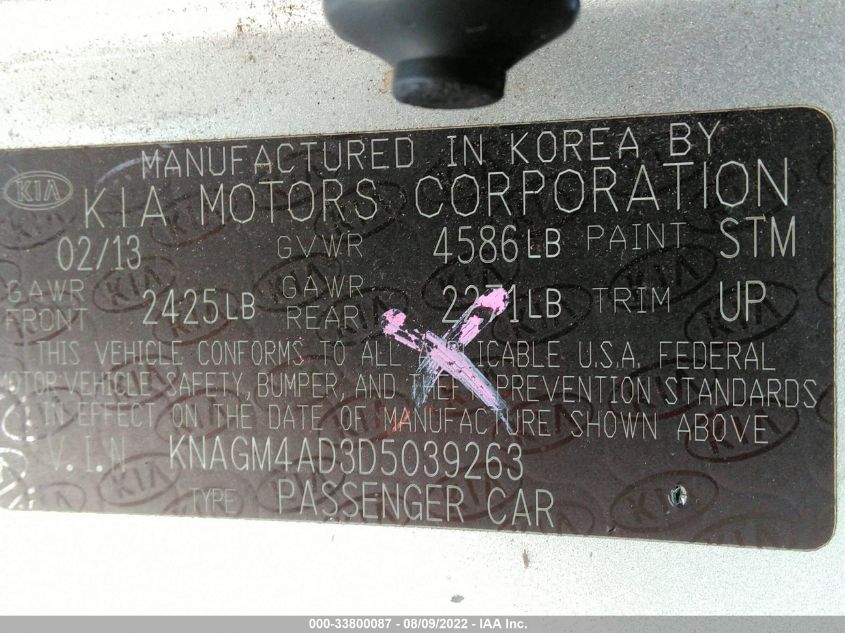 MANUFACTURED IN KOREA BY
KIA KIA MOTORS CORPORATION
02/13 GVWR 4586LB PAINT STM
GAWR FRONT 2425LB GAWR REAR LB TRIM UP
THIS VEHICLE CONFORMS TO ALL U.S.A. FEDERAL
MOTOR VEHICLE SAFETY, BUMPER, AND PREVENTION STANDARDS
IN EFFECT ON THE DATE OF MANUFACTURE SHOWN ABOVE
V.I.N KNAGM4AD3D5039263
TYPE PASSENGER CAR
000-33800087 - 08/09/2022 - IAA Inc.